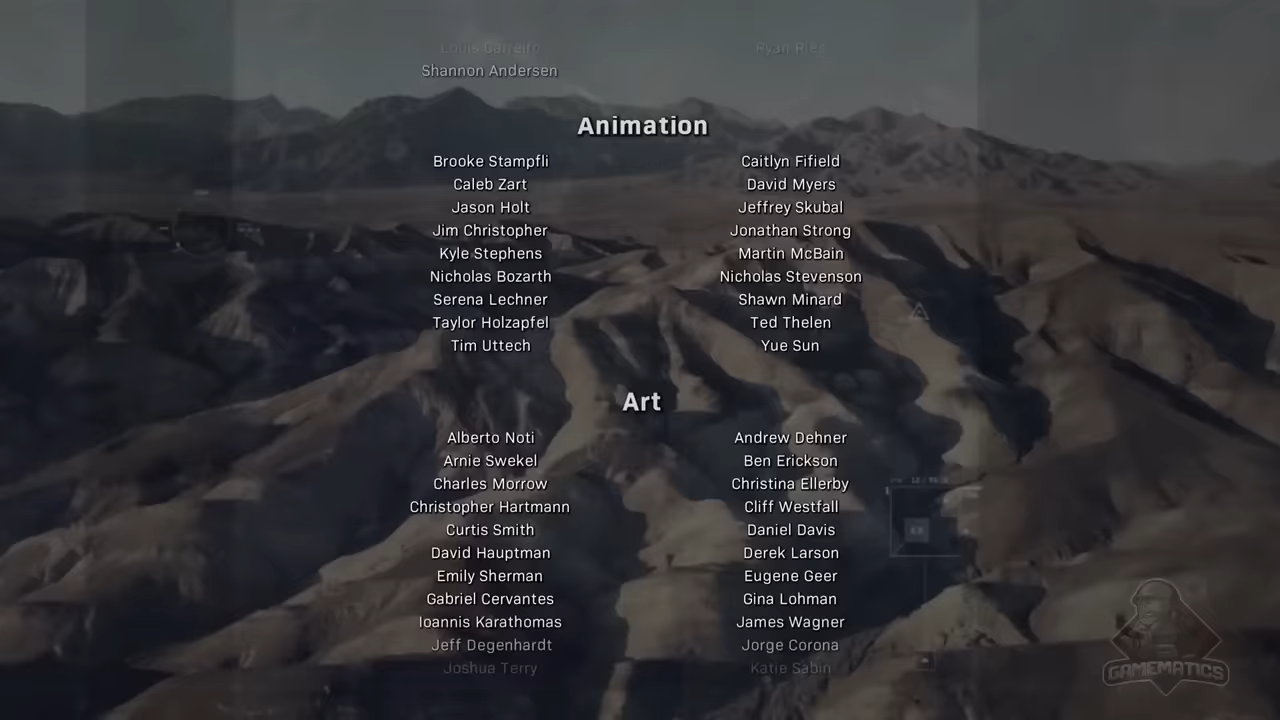 Louis Carreiro Ryan Ries
Shannon Andersen
Animation
Brooke Stampfli Caitlyn Fifield
Caleb Zart David Myers
Jason Holt Jeffrey Skubal
Jim Christopher Jonathan Strong
Kyle Stephens Martin McBain
Nicholas Bozarth Nicholas Stevenson
Serena Lechner Shawn Minard
Taylor Holzapfel Ted Thelen
Tim Uttech Yue Sun
Art
Alberto Noti Andrew Dehner
Arnie Swekel Ben Erickson
Charles Morrow Christina Ellerby
Christopher Hartmann Cliff Westfall
Curtis Smith Daniel Davis
David Hauptman Derek Larson
Emily Sherman Eugene Geer
Gabriel Cervantes Gina Lohman
Ioannis Karathomas James Wagner
Jeff Degenhardt Jorge Corona
Joshua Terry Katie Sabin
GAMEMATICS